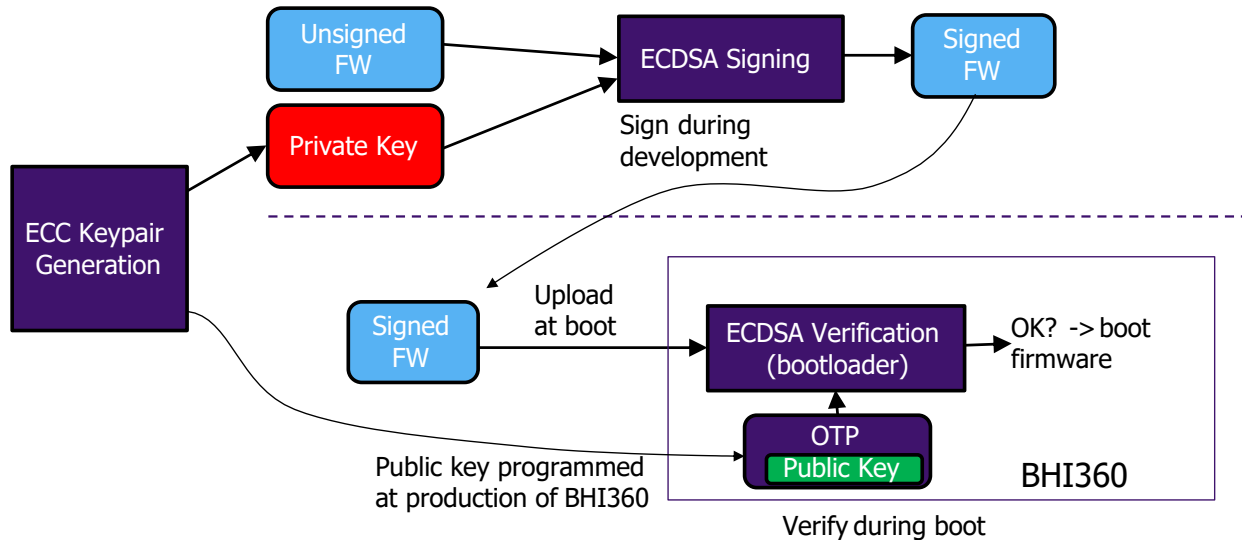 Unsigned
FW
ECDSA Signing
Signed
FW
Private Key
Sign during
development
ECC Keypair
Generation
Signed
FW
Upload
at boot
ECDSA Verification
(bootloader)
OK? -> boot
firmware
OTP
Public Key
Public key programmed
at production of BHI360
BHI360
Verify during boot